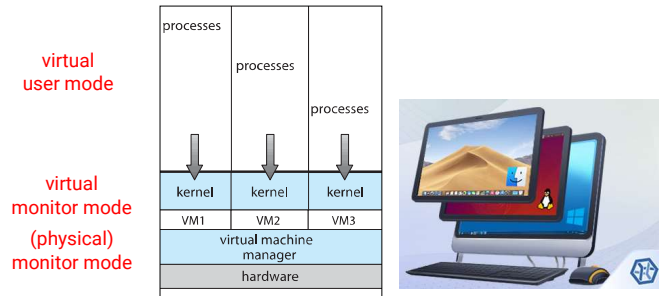 processes
virtual
user mode
processes
processes
virtual
monitor mode
kernel
kernel
kernel
VM1
VM2
VM3
(physical)
monitor mode
virtual machine
manager
hardware